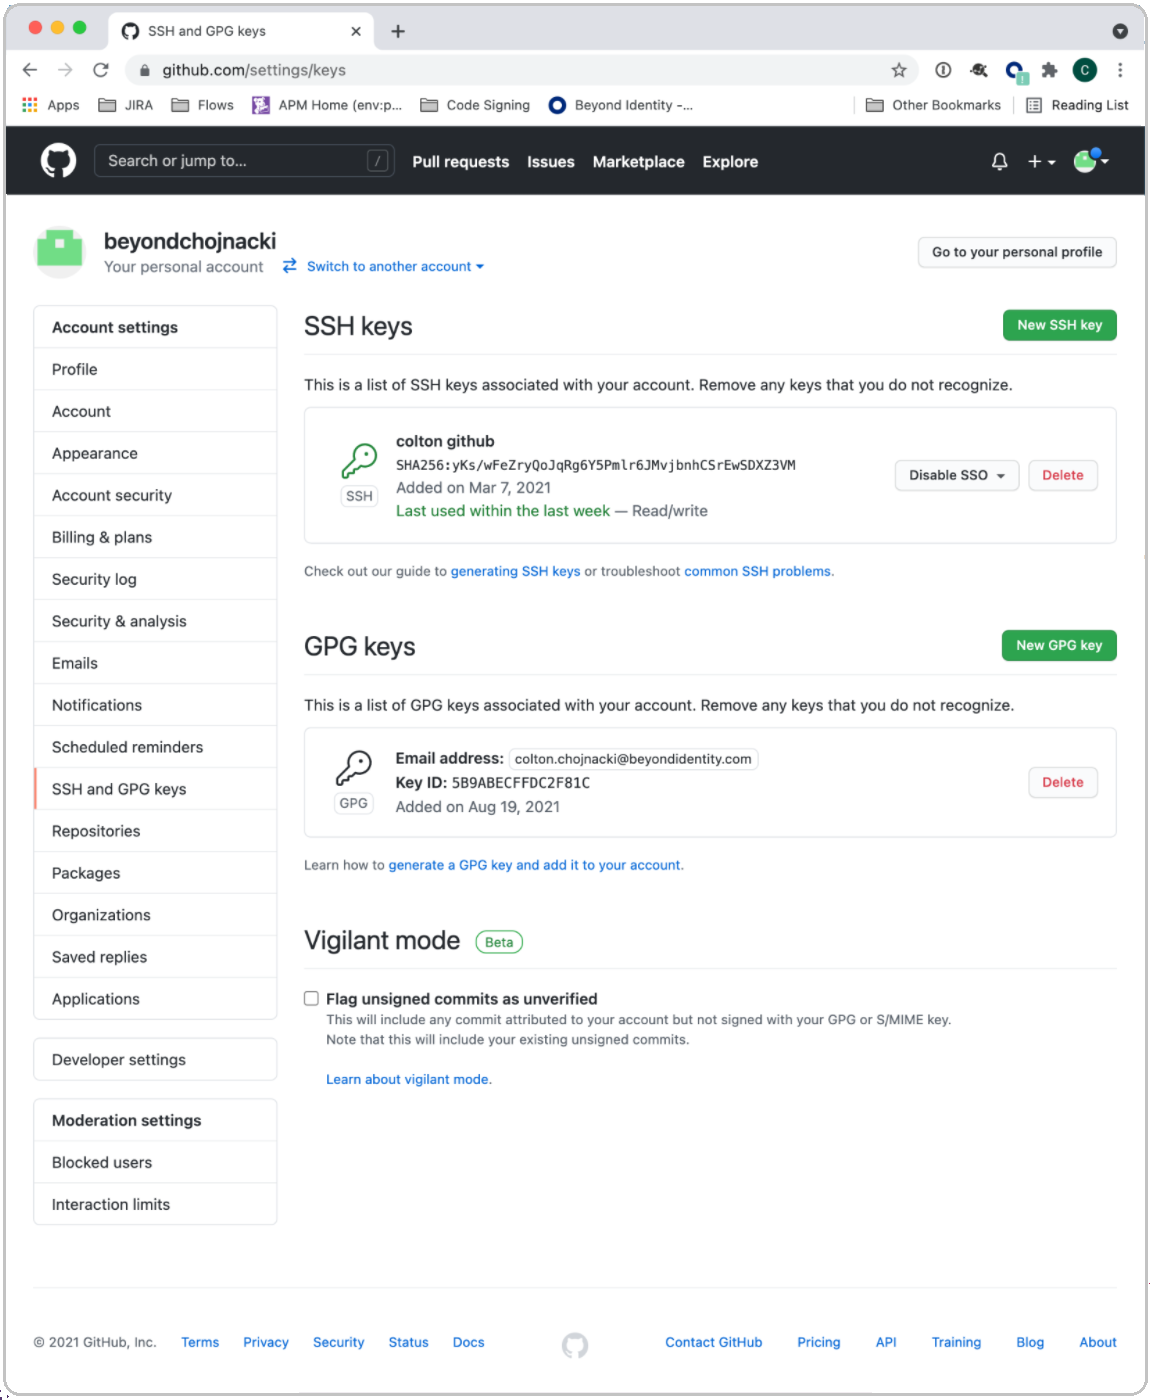 SSH and GPG keys
github.com/settings/keys
C
Apps JIRA Flows APM Home (env:p... Code Signing Beyond Identity -... Other Bookmarks Reading List
Search or jump to... / Pull requests Issues Marketplace Explore
beyondchojnacki
Your personal account Switch to another account
Go to your personal profile
Account settings
Profile
Account
Appearance
Account security
Billing & plans
Security log
Security & analysis
Emails
Notifications
Scheduled reminders
SSH and GPG keys
Repositories
Packages
Organizations
Saved replies
Applications
Developer settings
Moderation settings
Blocked users
Interaction limits
SSH keys
New SSH key
This is a list of SSH keys associated with your account. Remove any keys that you do not recognize.
SSH
colton github
SHA256:yKs/wFeZryQoJqRg6Y5Pmlr6JMvjbnhCSrEwSDXZ3VM
Added on Mar 7, 2021
Last used within the last week — Read/write
Disable SSO Delete
Check out our guide to generating SSH keys or troubleshoot common SSH problems.
GPG keys
New GPG key
This is a list of GPG keys associated with your account. Remove any keys that you do not recognize.
GPG
Email address: colton.chojnacki@beyondidentity.com
Key ID: 5B9ABECFFDC2F81C
Added on Aug 19, 2021
Delete
Learn how to generate a GPG key and add it to your account.
Vigilant mode Beta
Flag unsigned commits as unverified
This will include any commit attributed to your account but not signed with your GPG or S/MIME key.
Note that this will include your existing unsigned commits.
Learn about vigilant mode.
© 2021 GitHub, Inc. Terms Privacy Security Status Docs Contact GitHub Pricing API Training Blog About